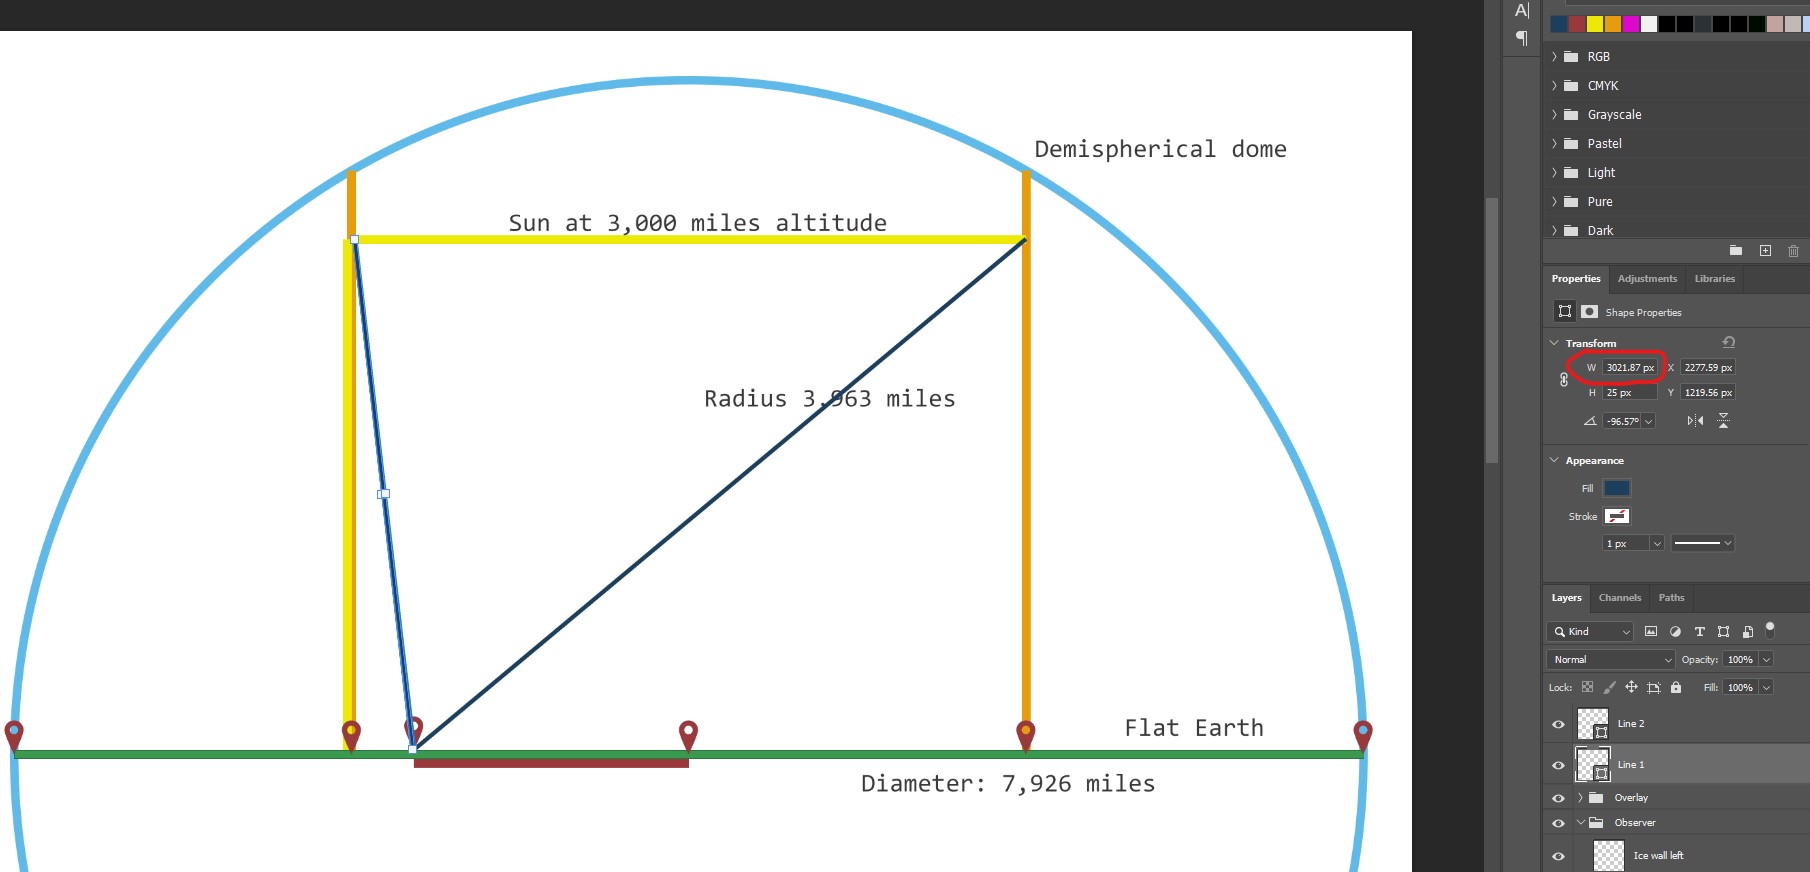 A|
¶
RGB
CMYK
Demispherical dome
Grayscale
Pastel
Light
Pure
Sun at 3,000 miles altitude
Dark
Properties Adjustments Libraries
Shape Properties
Transform
W 3021.87 px X 2277.59 px
Radius 3.963 miles
H 25 px Y 1219.56 px
-96.57°
Appearance
Fill
Stroke
1 px
Layers Channels Paths
Kind T
Normal Opacity: 100%
Lock: Fill: 100%
Flat Earth
Line 2
Line 1
Diameter: 7,926 miles
Overlay
Observer
Ice wall left